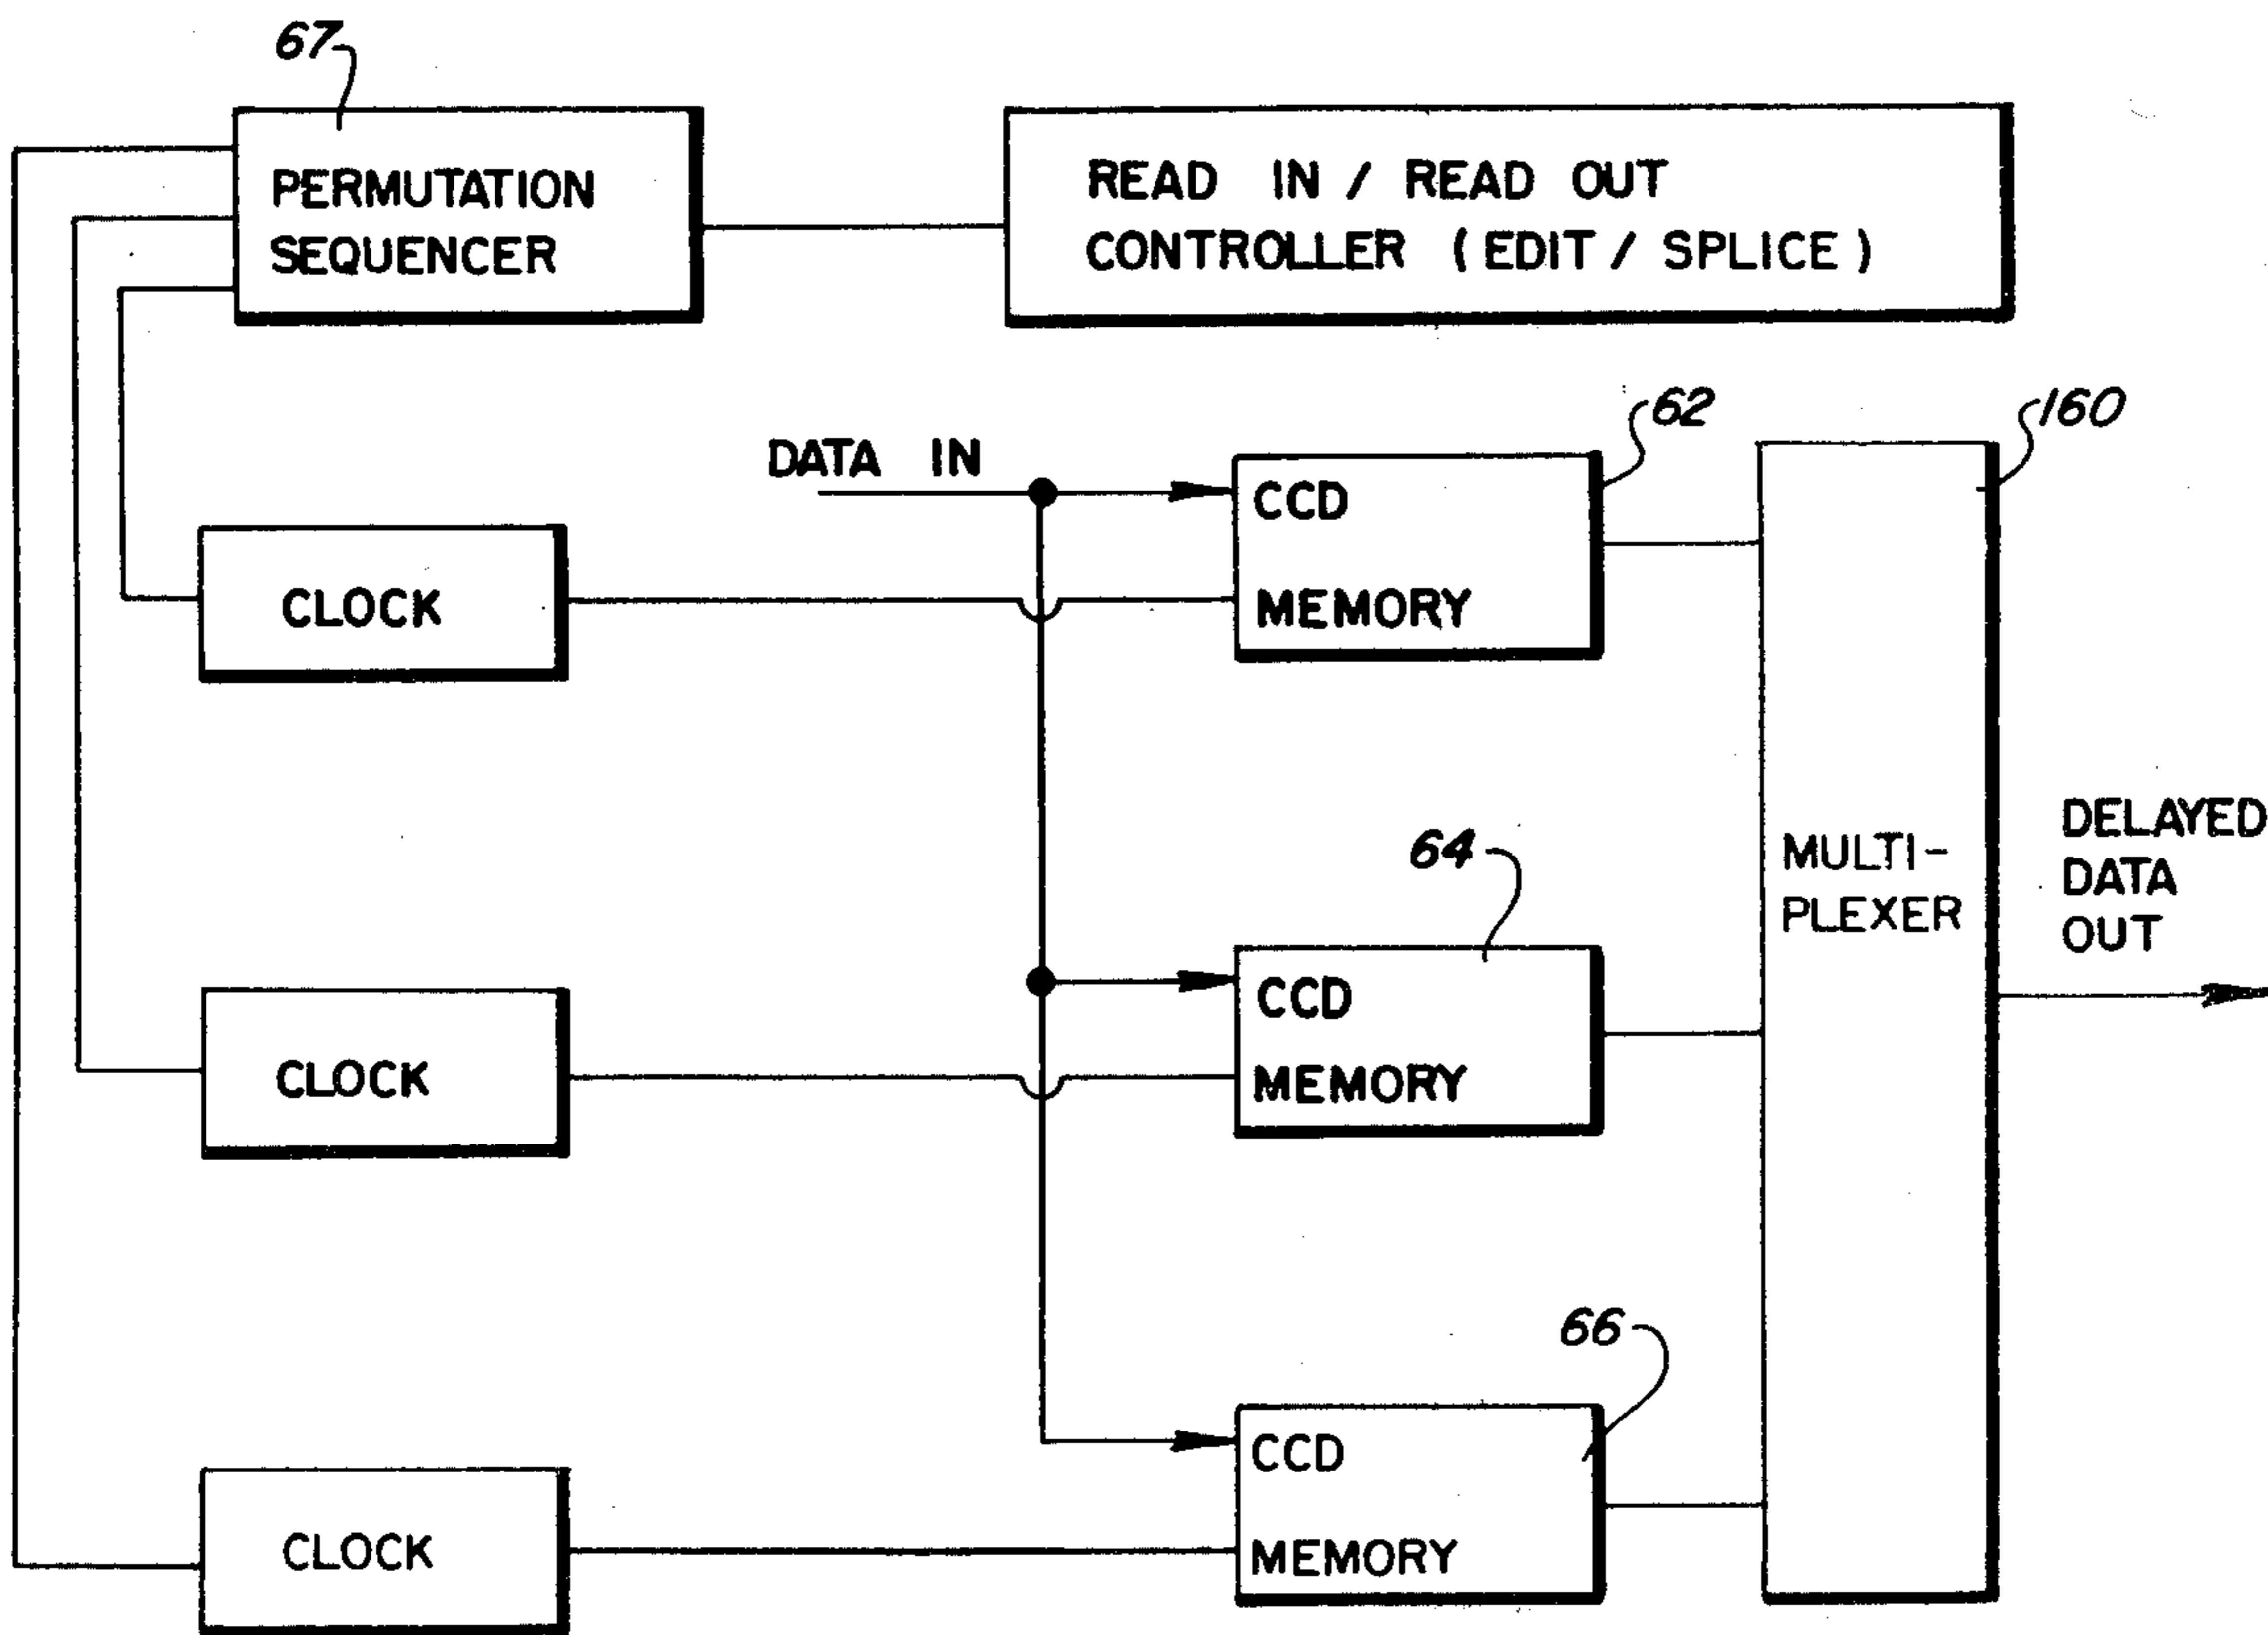 67
PERMUTATION
SEQUENCER
READ IN / READ OUT
CONTROLLER ( EDIT / SPLICE )
62
160
DATA IN
CCD
MEMORY
CLOCK
64
MULTI-
PLEXER
DELAYED
DATA
OUT
CCD
MEMORY
CLOCK
66
CCD
MEMORY
CLOCK